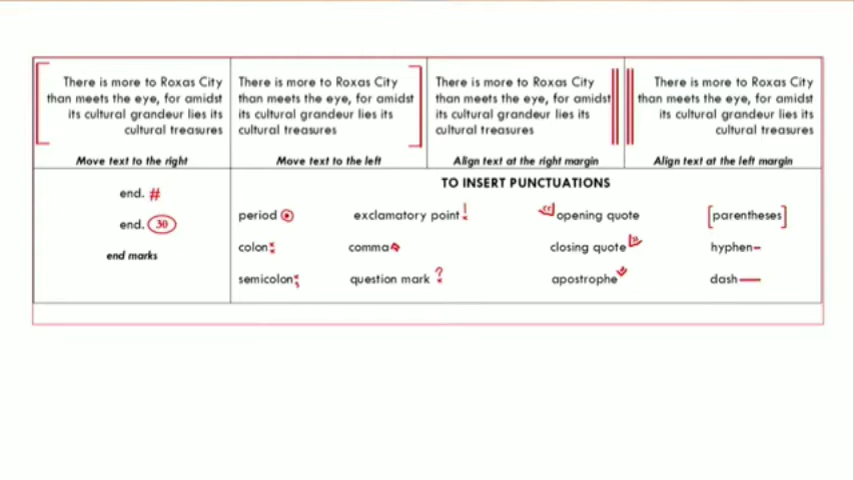 There is more to Roxas City
than meets the eye, for amidst
its cultural grandeur lies its
cultural treasures
Move text to the right
There is more to Roxas City
than meets the eye, for amidst
its cultural grandeur lies its
cultural treasures
Move text to the left
There is more to Roxas City
than meets the eye, for amidst
its cultural grandeur lies its
cultural treasures
Align text at the right margin
There is more to Roxas City
than meets the eye, for amidst
its cultural grandeur lies its
cultural treasures
Align text at the left margin
end. #
end. 30
end marks
TO INSERT PUNCTUATIONS
period exclamatory point! opening quote [parentheses]
colon: comma closing quote hyphen-
semicolon; question mark ? apostrophe dash—